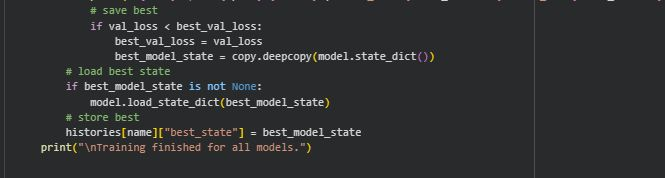 # save best
if val_loss < best_val_loss:
best_val_loss = val_loss
best_model_state = copy.deepcopy(model.state_dict())
# load best state
if best_model_state is not None:
model.load_state_dict(best_model_state)
# store best
histories[name]["best_state"] = best_model_state
print("\nTraining finished for all models.")